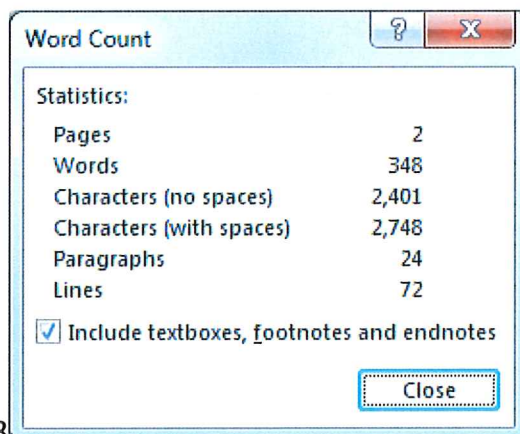 Word Count
Statistics:
Pages 2
Words 348
Characters (no spaces) 2,401
Characters (with spaces) 2,748
Paragraphs 24
Lines 72
Include textboxes, footnotes and endnotes
Close